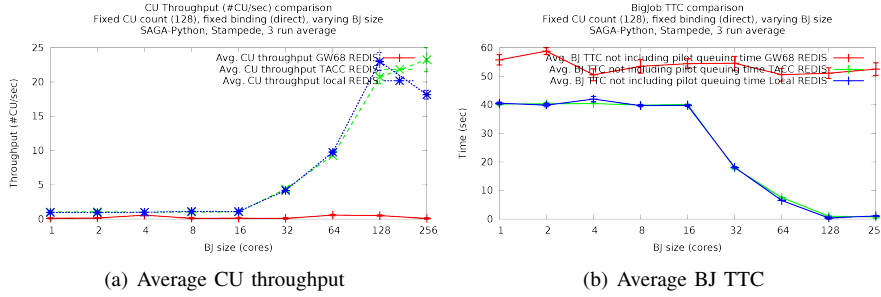 CU Throughput (#CU/sec) comparison
Fixed CU count (128), fixed binding (direct), varying BJ size
SAGA-Python, Stampede, 3 run average
25
20
15
10
5
0
Throughput (#CU/sec)
Avg. CU throughput GW68 REDIS
Avg. CU throughput TACC REDIS
Avg. CU throughput local REDIS
1 2 4 8 16 32 64 128 256
BJ size (cores)
(a) Average CU throughput
BigJob TTC comparison
Fixed CU count (128), fixed binding (direct), varying BJ size
SAGA-Python, Stampede, 3 run average
60
50
40
30
20
10
0
Time (sec)
Avg. BJ TTC not including pilot queuing time GW68 REDIS
Avg. BJ TTC not including pilot queuing time TACC REDIS
Avg. BJ TTC not including pilot queuing time Local REDIS
1 2 4 8 16 32 64 128 25
BJ size (cores)
(b) Average BJ TTC